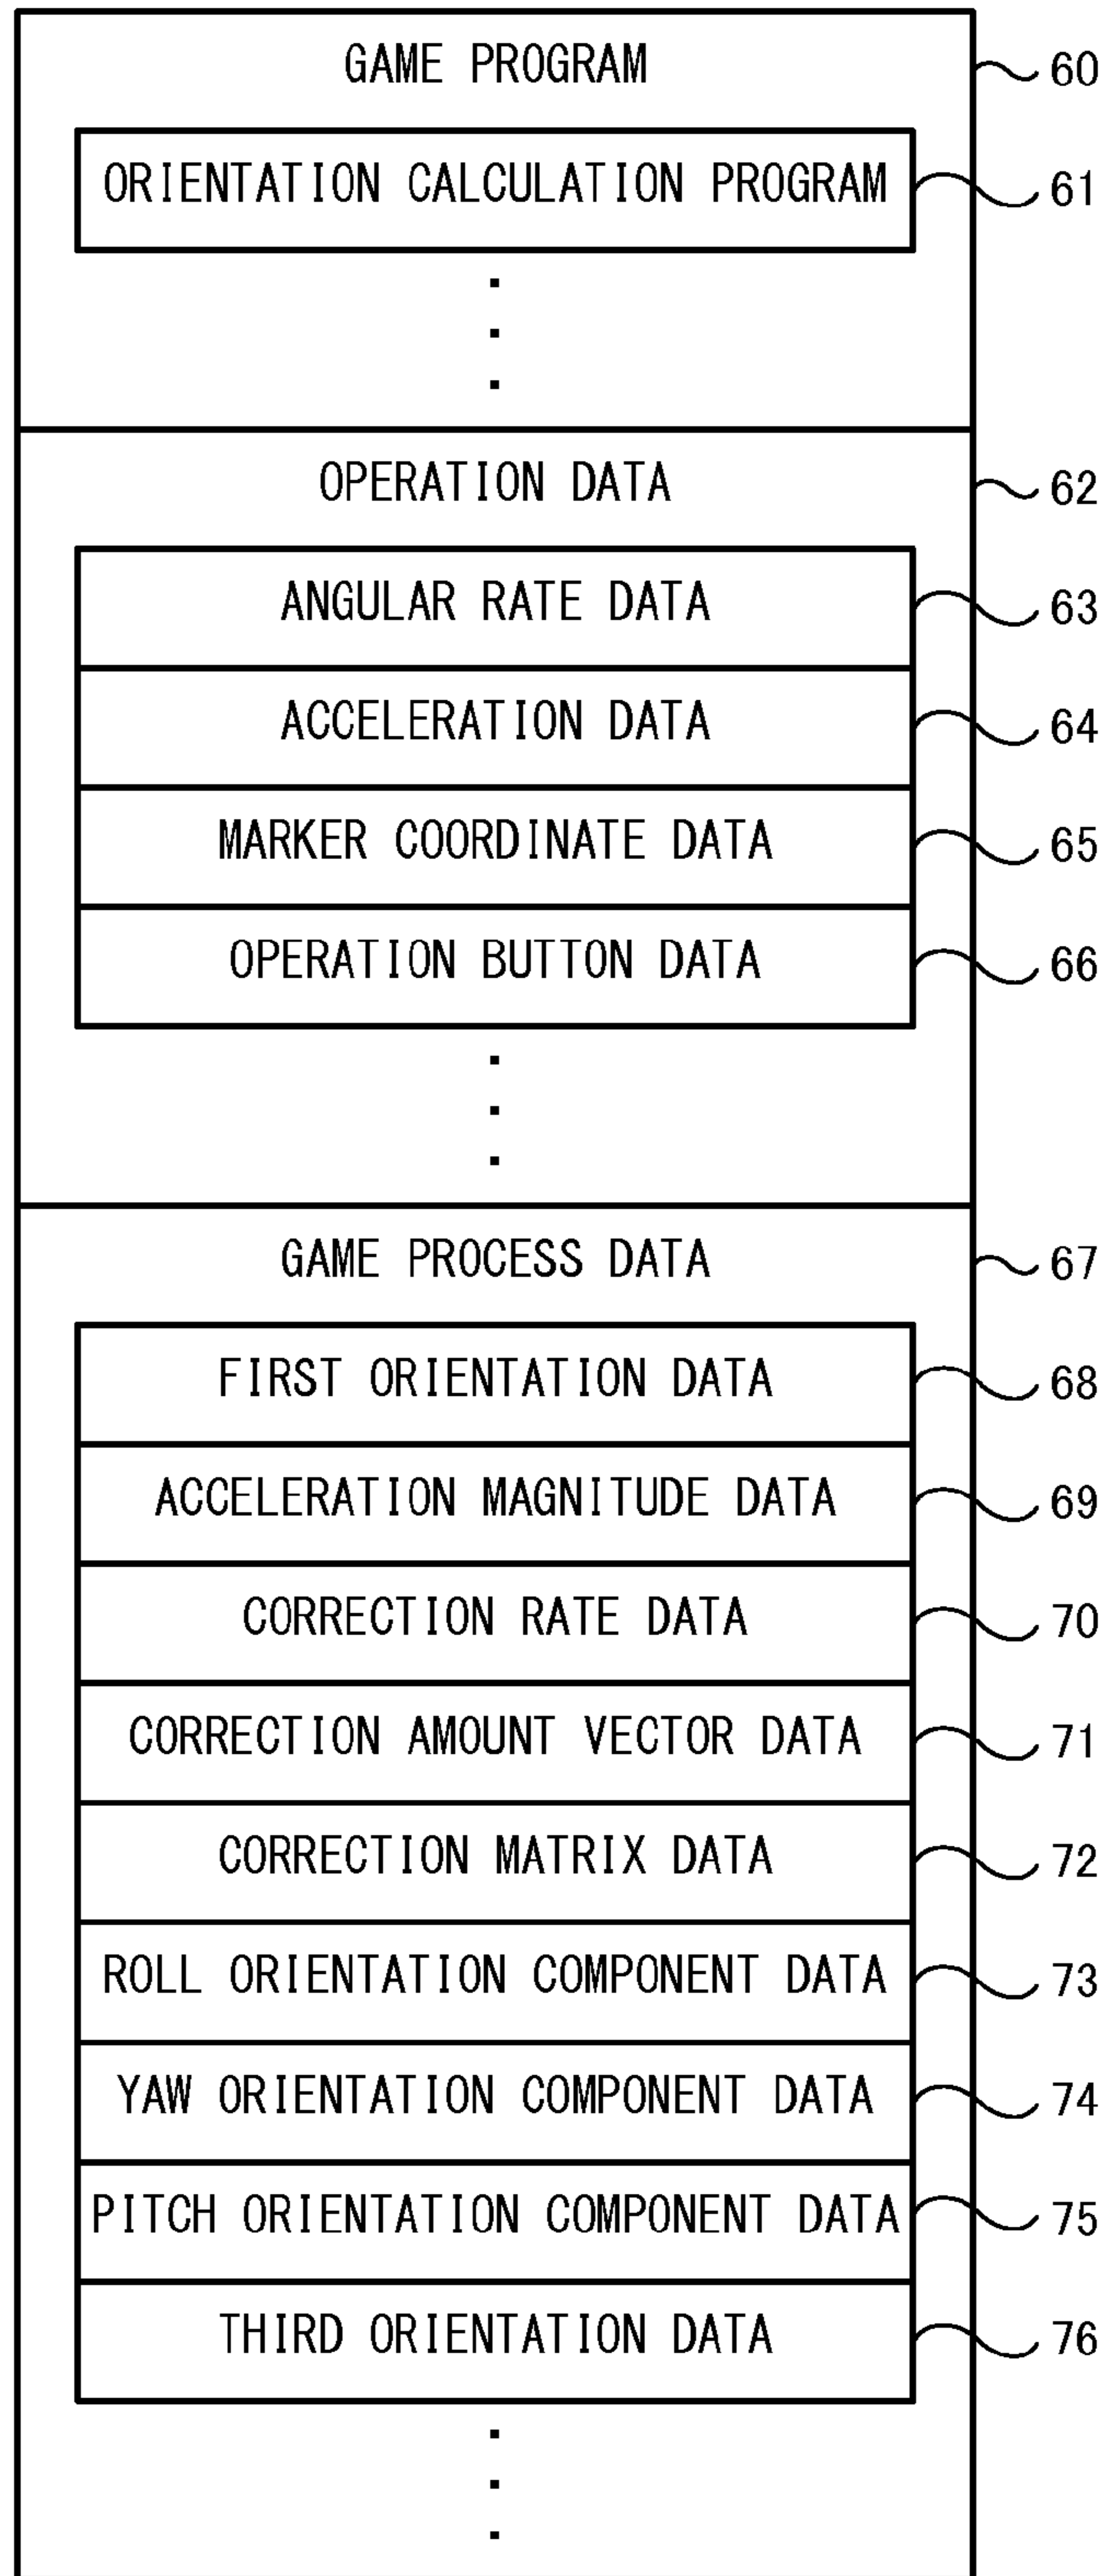 GAME PROGRAM 60
ORIENTATION CALCULATION PROGRAM 61
OPERATION DATA 62
ANGULAR RATE DATA 63
ACCELERATION DATA 64
MARKER COORDINATE DATA 65
OPERATION BUTTON DATA 66
GAME PROCESS DATA 67
FIRST ORIENTATION DATA 68
ACCELERATION MAGNITUDE DATA 69
CORRECTION RATE DATA 70
CORRECTION AMOUNT VECTOR DATA 71
CORRECTION MATRIX DATA 72
ROLL ORIENTATION COMPONENT DATA 73
YAW ORIENTATION COMPONENT DATA 74
PITCH ORIENTATION COMPONENT DATA 75
THIRD ORIENTATION DATA 76